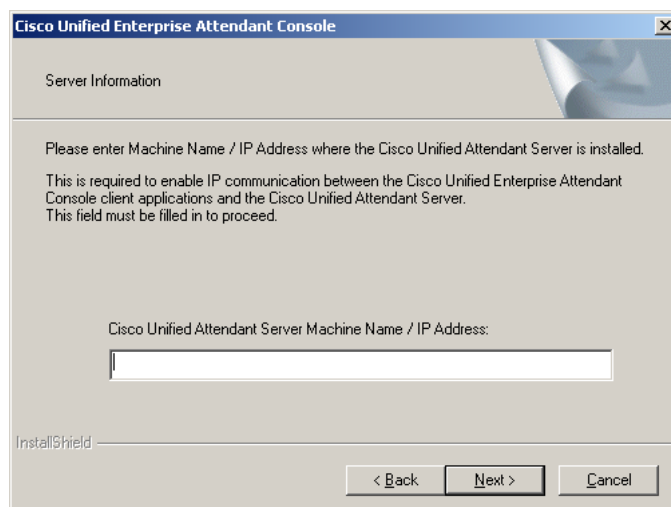 Cisco Unified Enterprise Attendant Console
Server Information
Please enter Machine Name / IP Address where the Cisco Unified Attendant Server is installed.
This is required to enable IP communication between the Cisco Unified Enterprise Attendant
Console client applications and the Cisco Unified Attendant Server.
This field must be filled in to proceed.
Cisco Unified Attendant Server Machine Name / IP Address:
InstallShield
< Back Next > Cancel